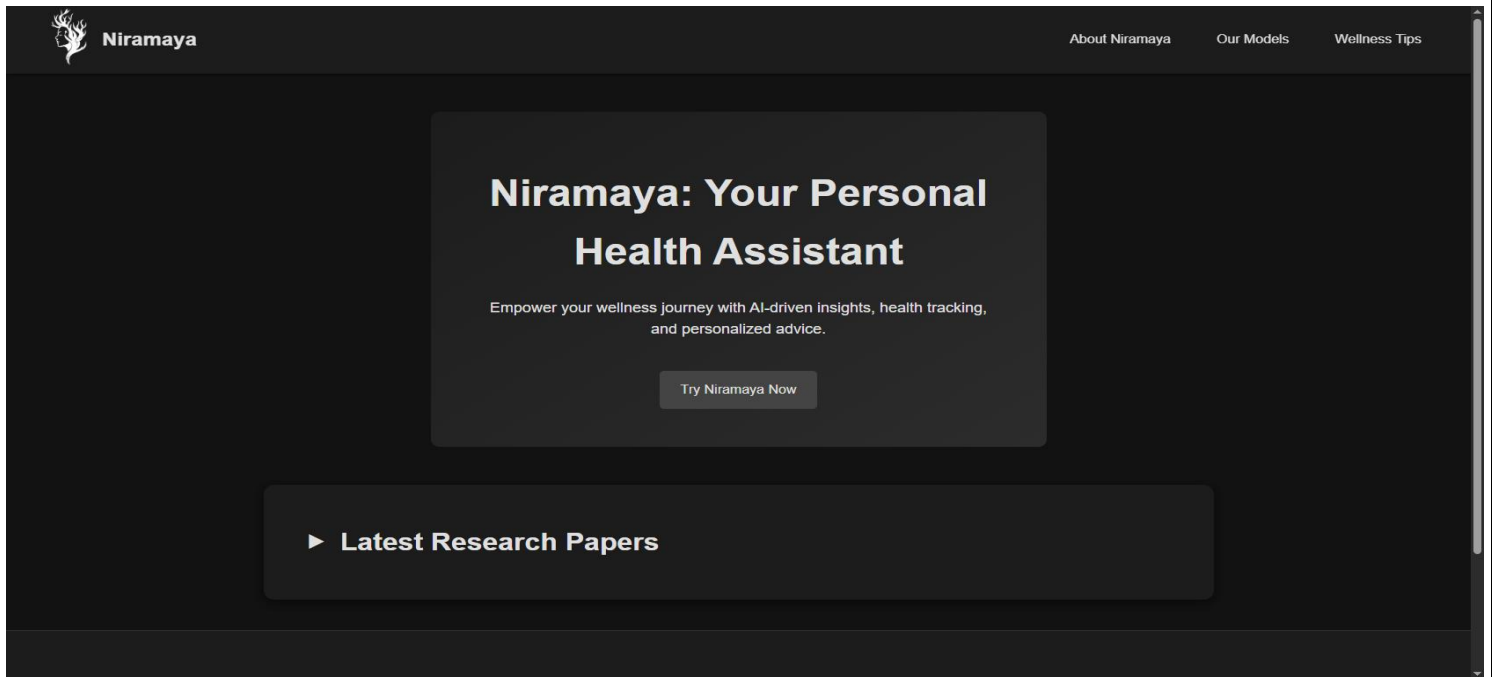 Niramaya
About Niramaya
Our Models
Wellness Tips
Niramaya: Your Personal
Health Assistant
Empower your wellness journey with AI-driven insights, health tracking,
and personalized advice.
Try Niramaya Now
Latest Research Papers